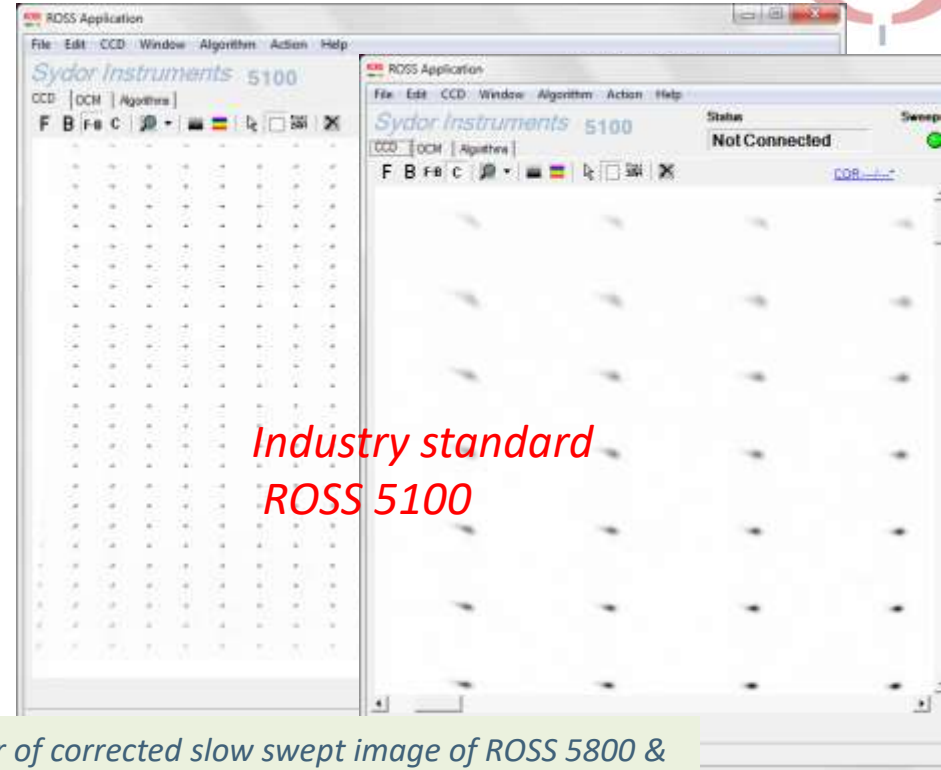 ROSS Application
File Edit CCD Window Algorithm Action Help
Sydor Instruments 5100
CCD OCM Algorithms
F B F-B C
ROSS Application
File Edit CCD Window Algorithm Action Help
Sydor Instruments 5100
Status
Not Connected
Sweep
CCD OCM Algorithms
F B F-B C
Industry standard
ROSS 5100
r of corrected slow swept image of ROSS 5800 &